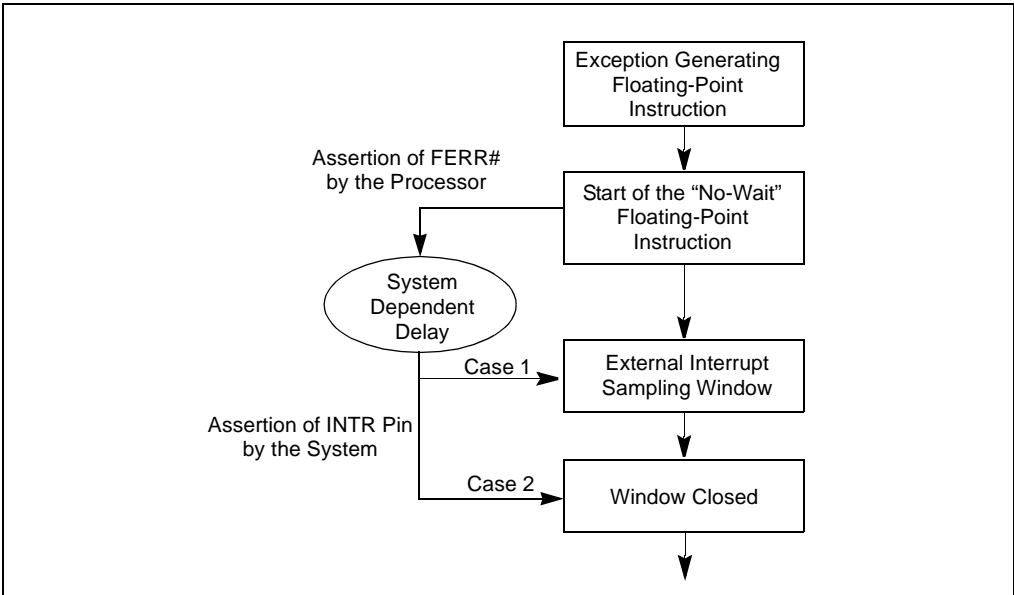 Exception Generating
Floating-Point
Instruction
Assertion of FERR#
by the Processor
Start of the “No-Wait”
Floating-Point
Instruction
System
Dependent
Delay
Case 1
External Interrupt
Sampling Window
Assertion of INTR Pin
by the System
Case 2
Window Closed